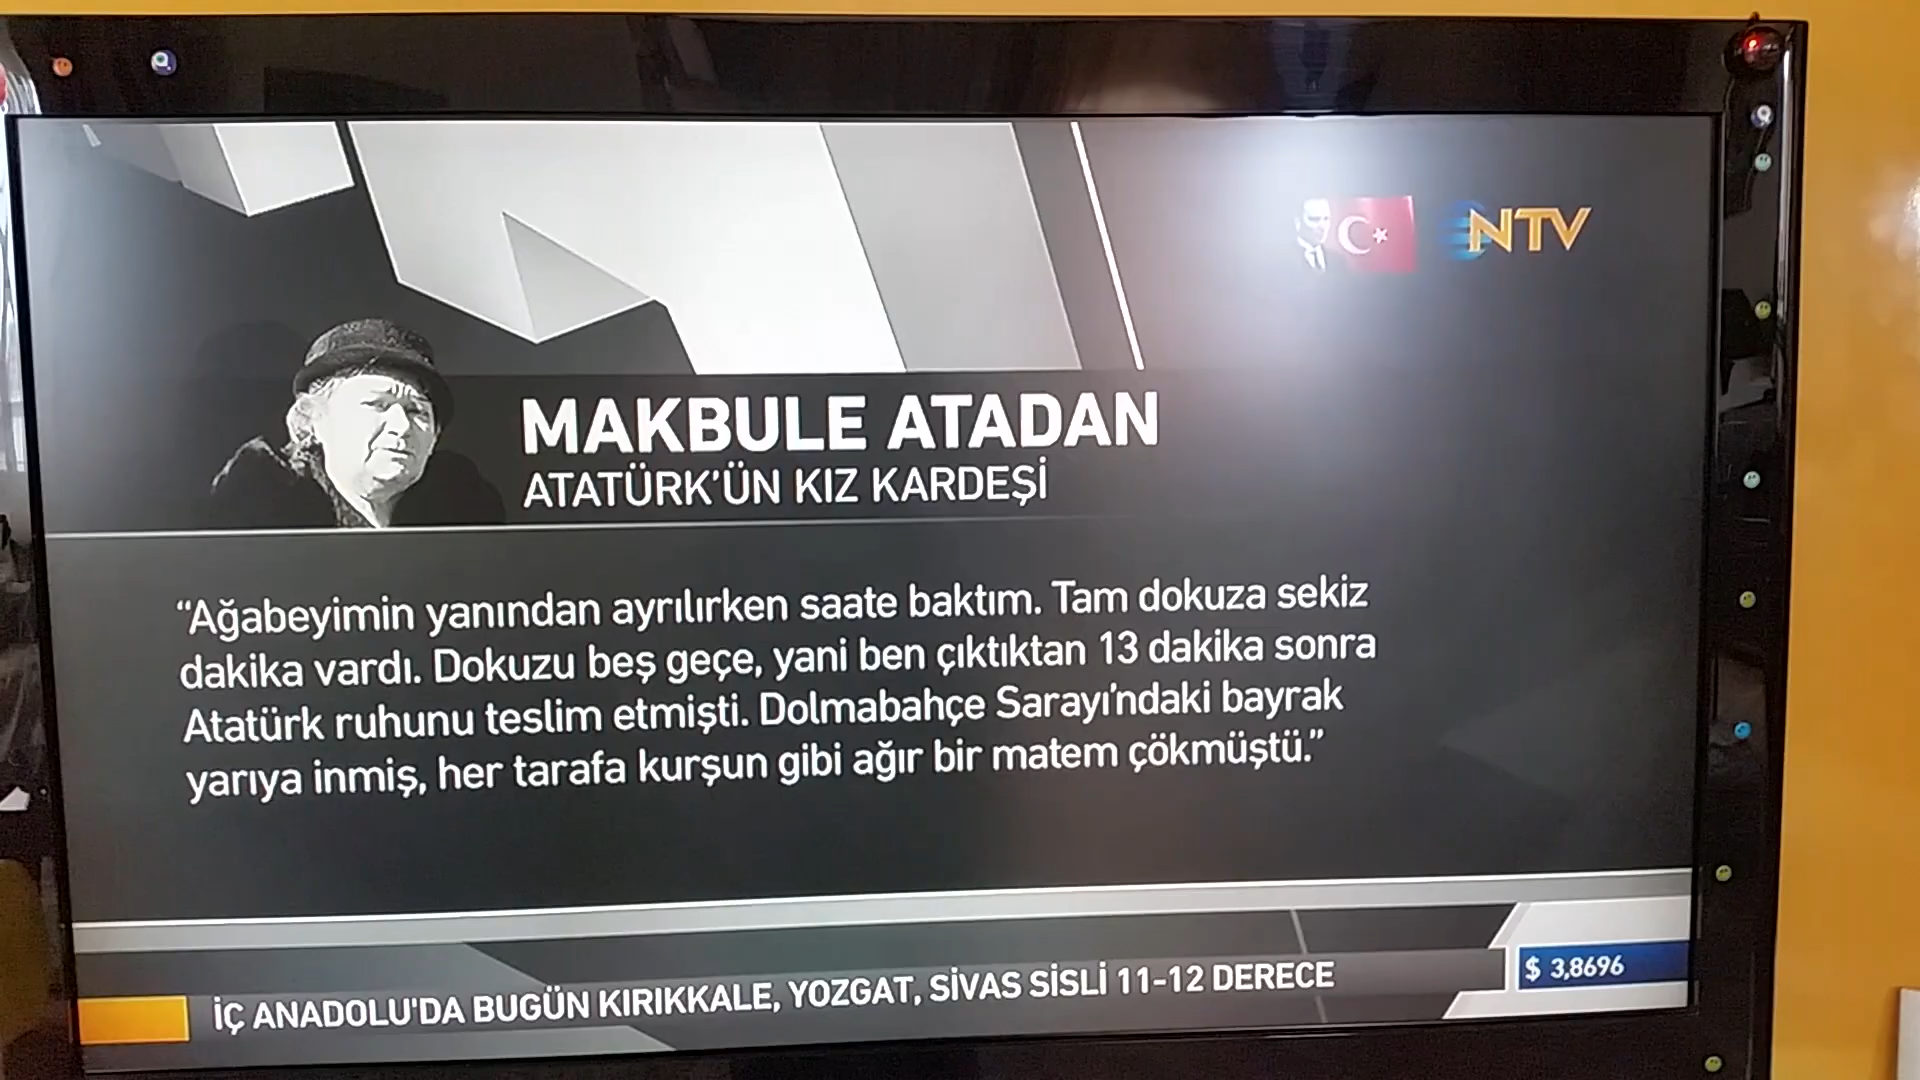 NTV
MAKBULE ATADAN
ATATÜRK'ÜN KIZ KARDEŞİ
“Ağabeyimin yanından ayrılırken saate baktım. Tam dokuza sekiz
dakika vardı. Dokuzu beş geçe, yani ben çıktıktan 13 dakika sonra
Atatürk ruhunu teslim etmişti. Dolmabahçe Sarayı'ndaki bayrak
yarıya inmiş, her tarafa kurşun gibi ağır bir matem çökmüştü.”
$ 3,8696
İÇ ANADOLU'DA BUGÜN KIRIKKALE, YOZGAT, SİVAS SİSLİ 11-12 DERECE